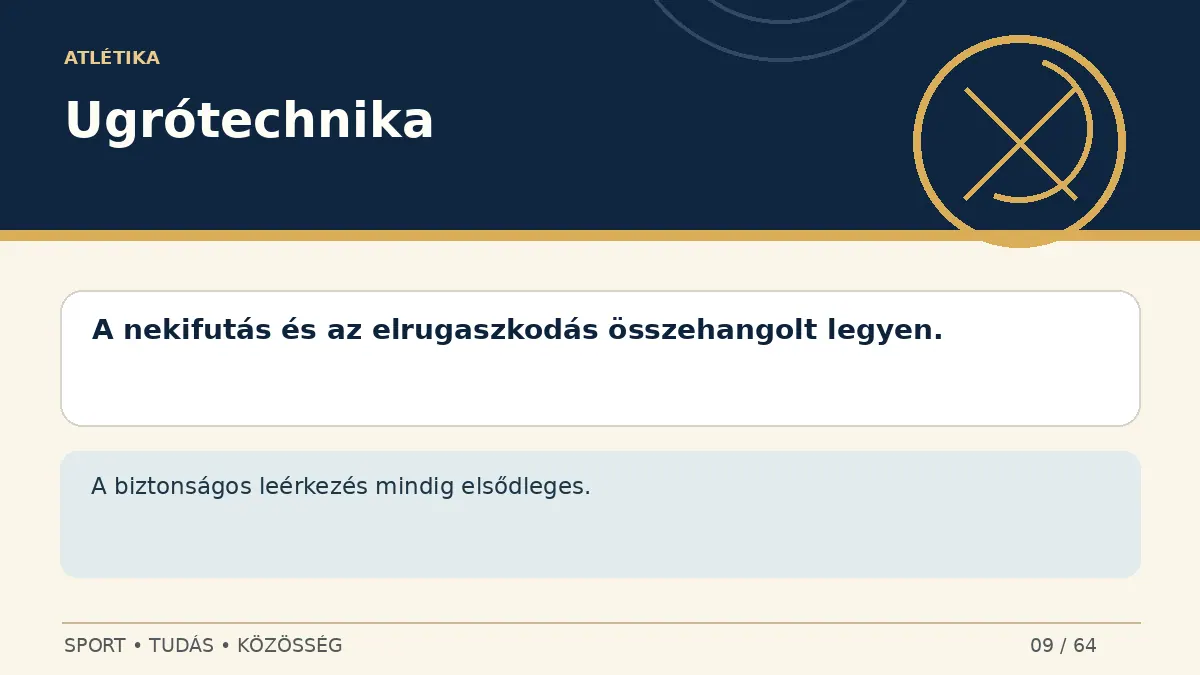 ATLÉTIKA
Ugrótechnika
A nekifutás és az elrugaszkodás összehangolt legyen.
A biztonságos leérkezés mindig elsődleges.
SPORT • TUDÁS • KÖZÖSSÉG
09 / 64